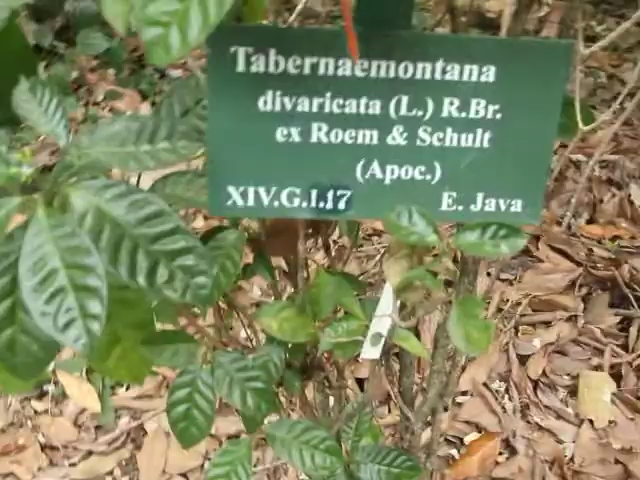 Tabernaemontana
divaricata (L.) R.Br.
ex Roem & Schult
(Apoc.)
XIV.G.I.17 E. Java